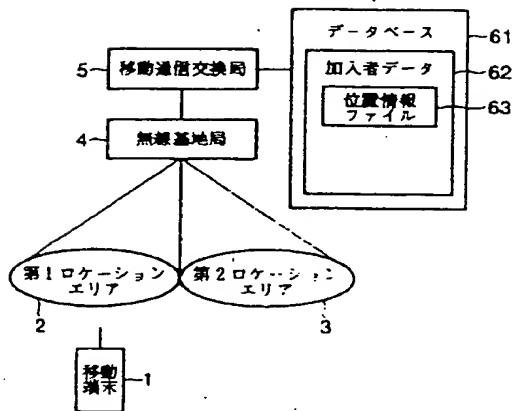 データベース
61
5
移動通信交換局
加入者データ
62
位置情報
ファイル
63
4
無線基地局
第1ロケーション
エリア
第2ロケーション
エリア
2
3
移動
端末
1